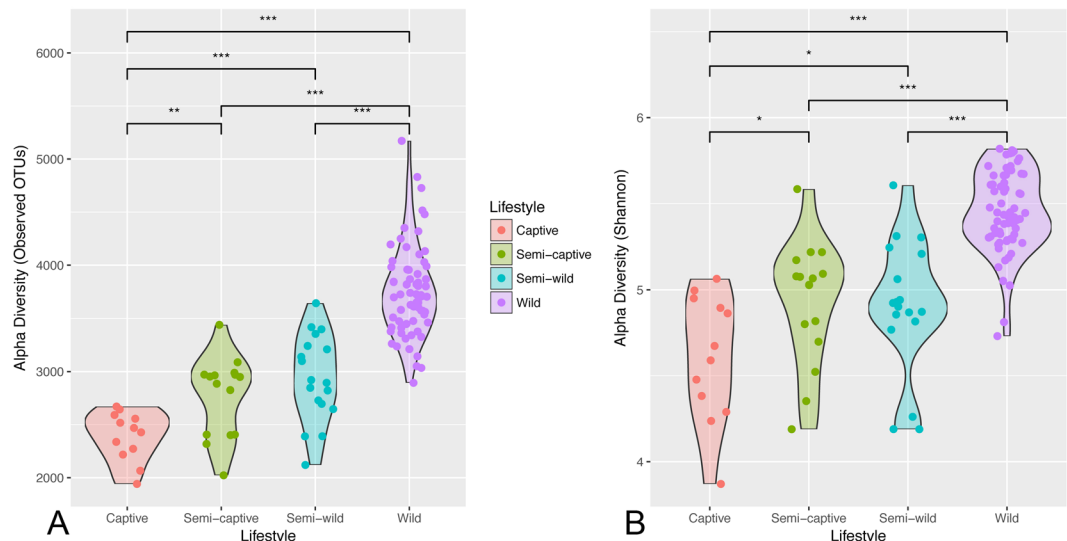 ***
***
***
** ***
6000
5000
4000
3000
2000
Alpha Diversity (Observed OTUs)
Captive Semi−captive Semi−wild Wild
Lifestyle
A
Lifestyle
Captive
Semi−captive
Semi−wild
Wild
***
*
***
* ***
6
5
4
Alpha Diversity (Shannon)
Captive Semi−captive Semi−wild Wild
Lifestyle
B